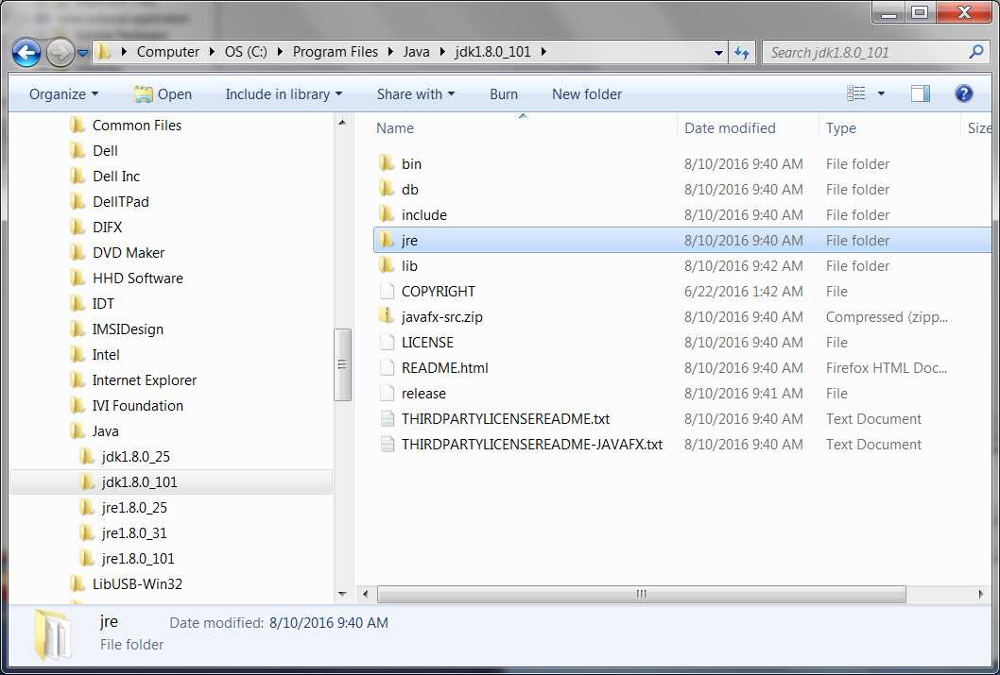 Computer OS (C:) Program Files Java jdk1.8.0_101 Search jdk1.8.0_101
Organize Open Include in library Share with Burn New folder
Common Files
Dell
Dell Inc
DellTPad
DIFX
DVD Maker
HHD Software
IDT
IMSIDesign
Intel
Internet Explorer
IVI Foundation
Java
jdk1.8.0_25
jdk1.8.0_101
jre1.8.0_25
jre1.8.0_31
jre1.8.0_101
LibUSB-Win32
Name Date modified Type Size
bin 8/10/2016 9:40 AM File folder
db 8/10/2016 9:40 AM File folder
include 8/10/2016 9:40 AM File folder
jre 8/10/2016 9:40 AM File folder
lib 8/10/2016 9:42 AM File folder
COPYRIGHT 6/22/2016 1:42 AM File
javafx-src.zip 8/10/2016 9:40 AM Compressed (zipp...
LICENSE 8/10/2016 9:40 AM File
README.html 8/10/2016 9:40 AM Firefox HTML Doc...
release 8/10/2016 9:41 AM File
THIRDPARTYLICENSEREADME.txt 8/10/2016 9:40 AM Text Document
THIRDPARTYLICENSEREADME-JAVAFX.txt 8/10/2016 9:40 AM Text Document
jre Date modified: 8/10/2016 9:40 AM
File folder